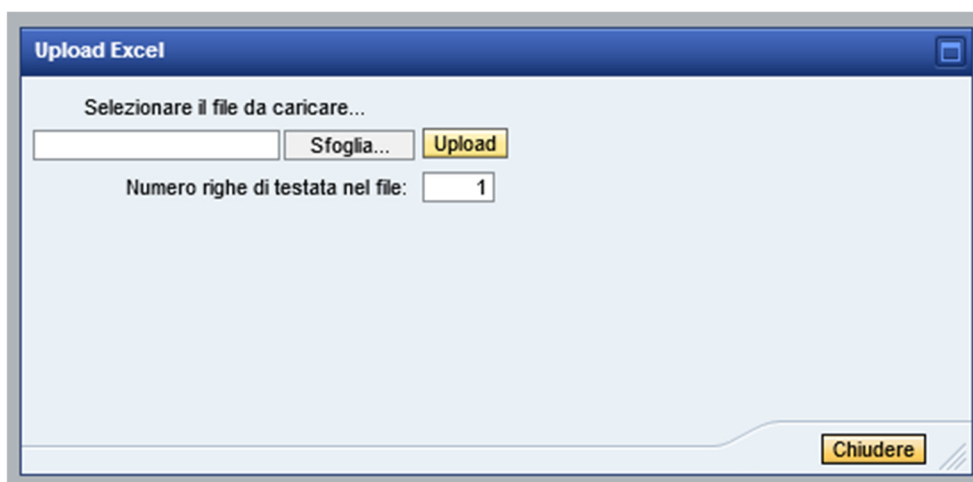 Upload Excel
Selezionare il file da caricare...
Sfoglia... Upload
Numero righe di testata nel file: 1
Chiudere